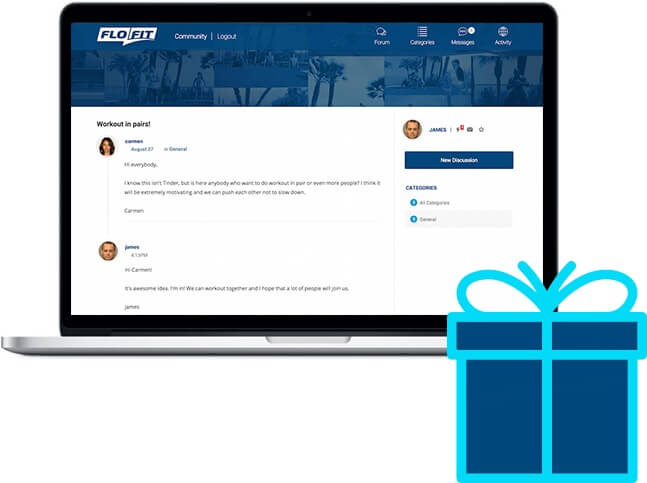 FLO FIT
Community | Logout
Forum
Categories
Messages
Activity
Workout in pairs!
carmen
August 27 in General
Hi everybody,
I know this isn't Tinder, but is here anybody who want to do workout in pair or even more people? I think it
will be extremely motivating and we can push each other not to slow down.
Carmen
james
4:13PM
Hi Carmen!
It's awesome idea. I'm in! We can workout together and I hope that a lot of people will join us.
James
JAMES
New Discussion
CATEGORIES
All Categories
General